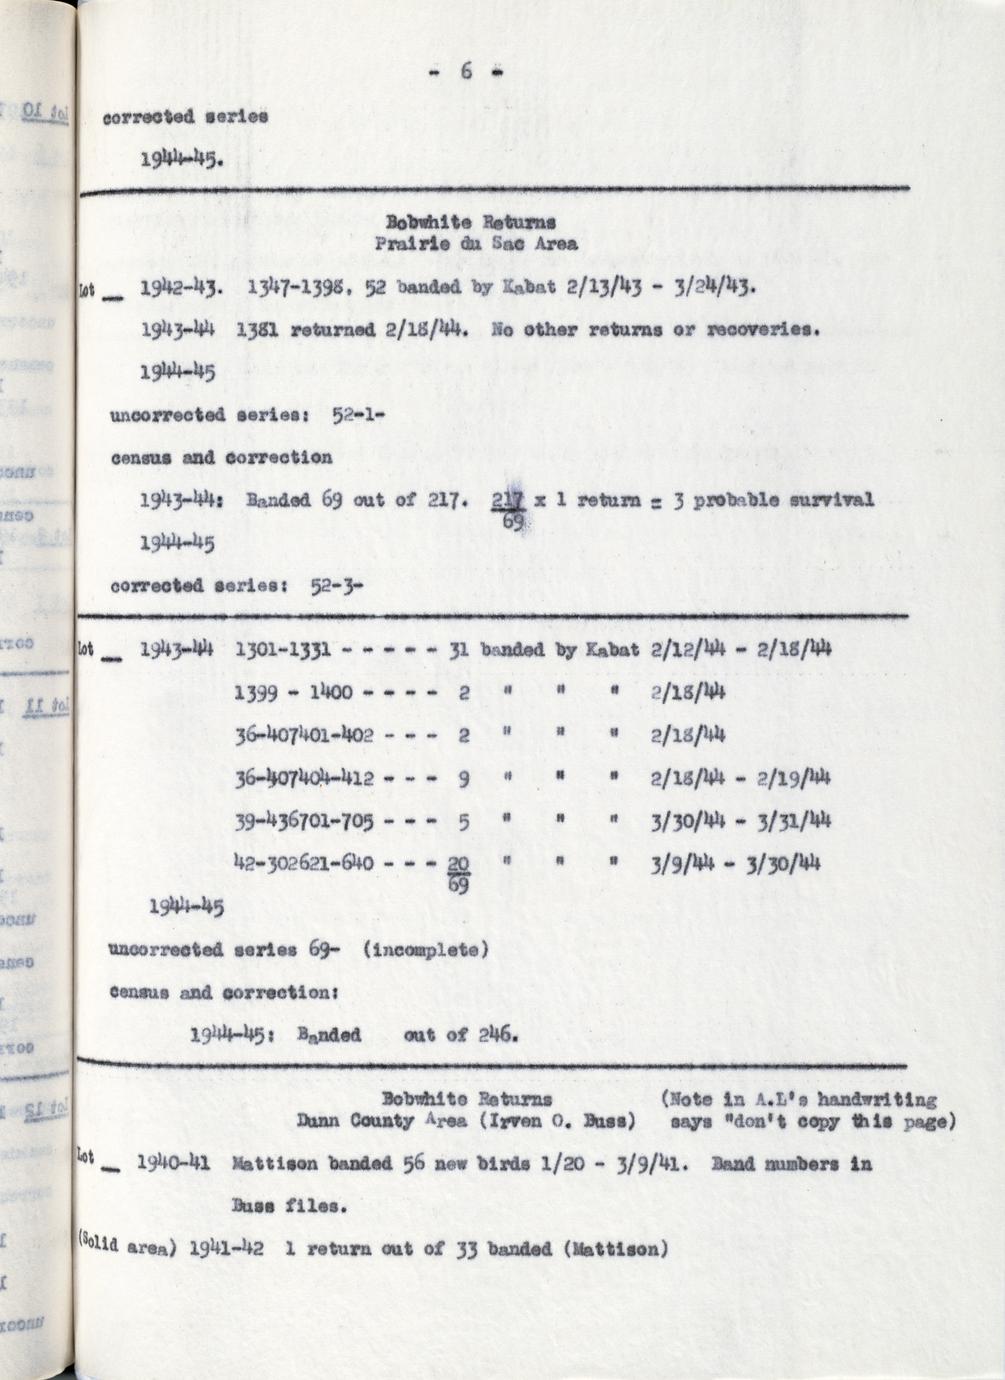 - 6 -
corrected series
1944-45.
Bobwhite Returns
Prairie du Sac Area
Lot __ 1942-43. 1347-1398. 52 banded by Kabat 2/13/43 - 3/24/43.
1943-44 1381 returned 2/18/44. No other returns or recoveries.
1944-45
uncorrected series: 52-1-
census and correction
1943-44: Banded 69 out of 217. 217 x 1 return = 3 probable survival
69
1944-45
corrected series: 52-3-
Lot __ 1943-44 1301-1331 - - - - - 31 banded by Kabat 2/12/44 - 2/18/44
1399 - 1400 - - - - 2 " " " 2/18/44
36-407401-402 - - - 2 " " " 2/18/44
36-407404-412 - - - 9 " " " 2/18/44 - 2/19/44
39-436701-705 - - - 5 " " " 3/30/44 - 3/31/44
42-302621-640 - - - 20 " " " 3/9/44 - 3/30/44
69
1944-45
uncorrected series 69- (incomplete)
census and correction:
1944-45: Banded out of 246.
Bobwhite Returns (Note in A.L's handwriting
Dunn County Area (Irven O. Buss) says "don't copy this page)
Lot __ 1940-41 Mattison banded 56 new birds 1/20 - 3/9/41. Band numbers in
Buss files.
(Solid area) 1941-42 1 return out of 33 banded (Mattison)